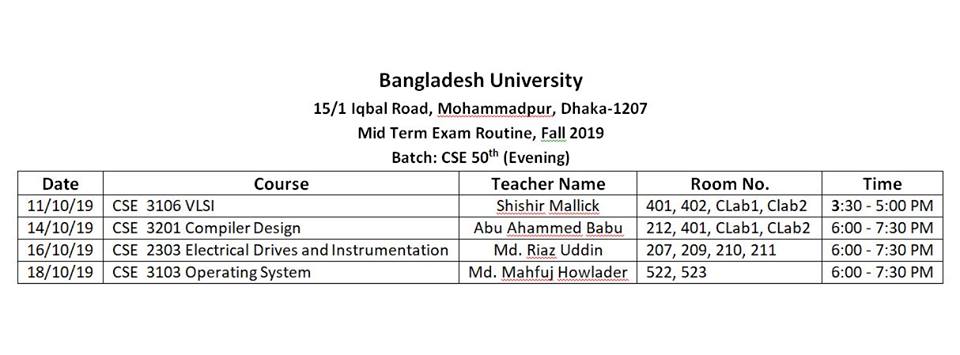 Bangladesh University
15/1 Iqbal Road, Mohammadpur, Dhaka-1207
Mid Term Exam Routine, Fall 2019
Batch: CSE 50th (Evening)
Date Course Teacher Name Room No. Time
11/10/19 CSE 3106 VLSI Shishir Mallick 401, 402, CLab1, Clab2 3:30 - 5:00 PM
14/10/19 CSE 3201 Compiler Design Abu Ahammed Babu 212, 401, CLab1, CLab2 6:00 - 7:30 PM
16/10/19 CSE 2303 Electrical Drives and Instrumentation Md. Riaz Uddin 207, 209, 210, 211 6:00 - 7:30 PM
18/10/19 CSE 3103 Operating System Md. Mahfuj Howlader 522, 523 6:00 - 7:30 PM